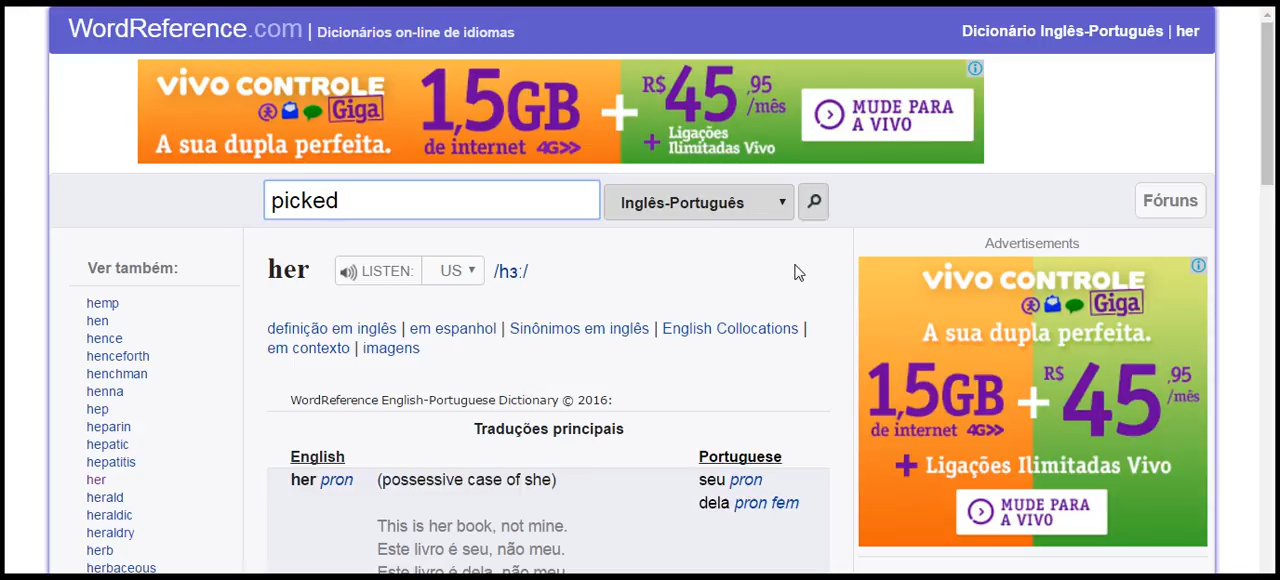 WordReference.com | Dicionários on-line de idiomas
Dicionário Inglês-Português | her
VIVO CONTROLE
Giga
A sua dupla perfeita.
1,5GB
de internet 4G>>
+
R$45,95/mês
+ Ligações
Ilimitadas Vivo
MUDE PARA
A VIVO
picked
Inglês-Português
Fóruns
Ver também:
hemp
hen
hence
henceforth
henchman
henna
hep
heparin
hepatic
hepatitis
her
herald
heraldic
heraldry
herb
herbaceous
her LISTEN: US /hɜː/
definição em inglês | em espanhol | Sinônimos em inglês | English Collocations |
em contexto | imagens
WordReference English-Portuguese Dictionary © 2016:
Traduções principais
English Portuguese
her pron (possessive case of she) seu pron
dela pron fem
This is her book, not mine.
Este livro é seu, não meu.
Este livro é dela, não meu.
Advertisements
VIVO CONTROLE
Giga
A sua dupla perfeita.
1,5GB
de internet 4G>>
+
R$45,95/mês
+ Ligações Ilimitadas Vivo
MUDE PARA
A VIVO